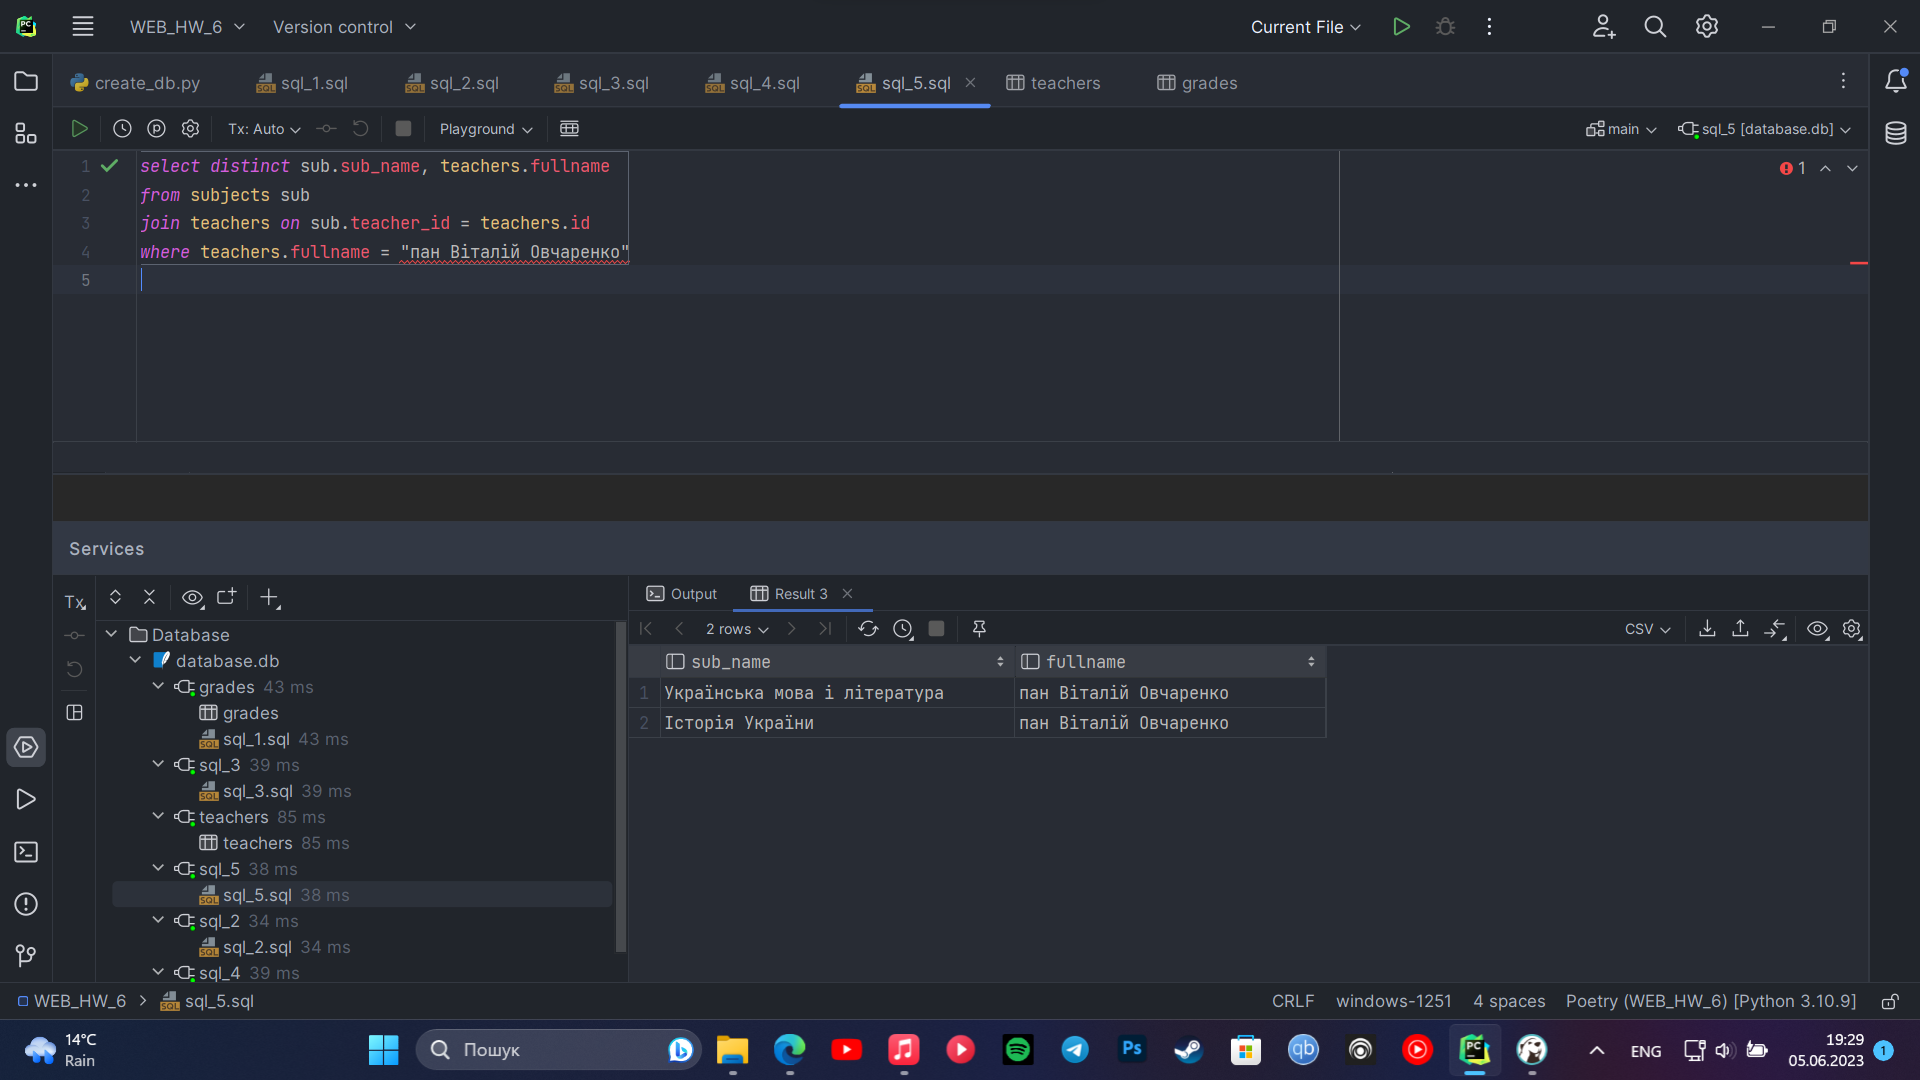 WEB_HW_6
Version control
Current File
create_db.py
sql_1.sql
sql_2.sql
sql_3.sql
sql_4.sql
sql_5.sql
teachers
grades
Tx: Auto
Playground
main
sql_5 [database.db]
1 select distinct sub.sub_name, teachers.fullname
2 from subjects sub
3 join teachers on sub.teacher_id = teachers.id
4 where teachers.fullname = "пан Віталій Овчаренко"
5
1
Services
Tx
Database
database.db
grades 43 ms
grades
sql_1.sql 43 ms
sql_3 39 ms
sql_3.sql 39 ms
teachers 85 ms
teachers 85 ms
sql_5 38 ms
sql_5.sql 38 ms
sql_2 34 ms
sql_2.sql 34 ms
sql_4 39 ms
Output
Result 3
2 rows
CSV
sub_name fullname
1 Українська мова і література пан Віталій Овчаренко
2 Історія України пан Віталій Овчаренко
WEB_HW_6 > sql_5.sql
CRLF windows-1251 4 spaces Poetry (WEB_HW_6) [Python 3.10.9]
14°C
Rain
Пошук
Ps
qb
PC
ENG
19:29
05.06.2023
1